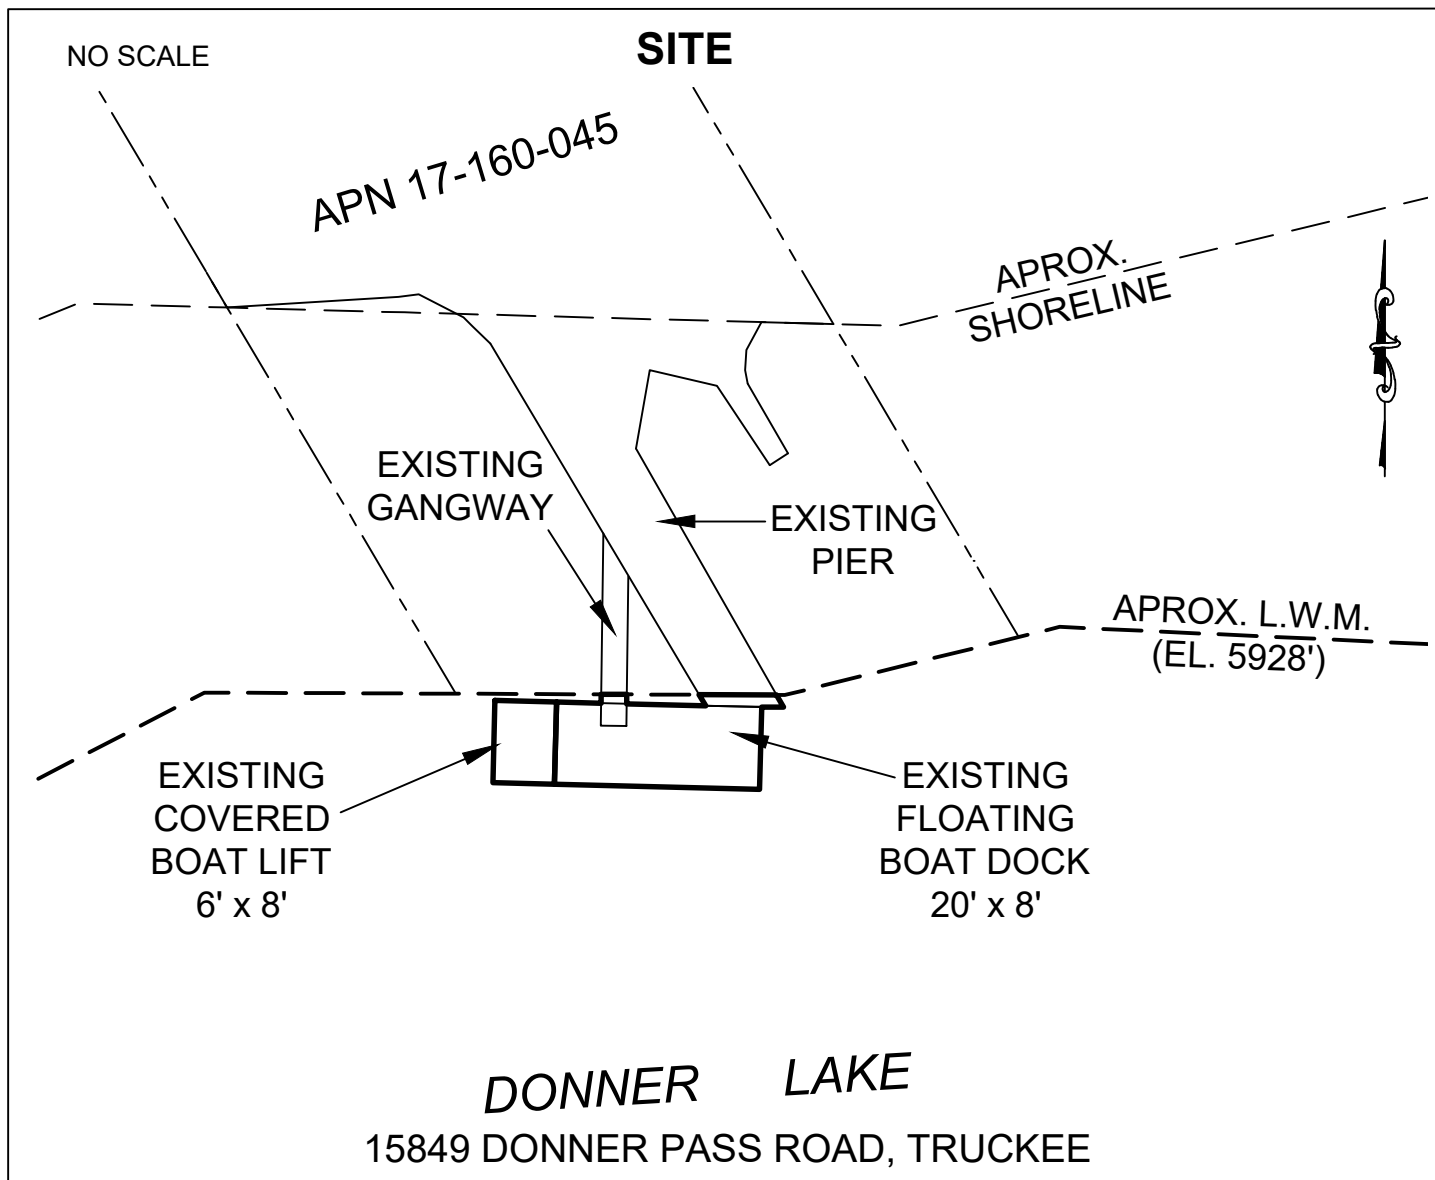 NO SCALE
SITE
APN 17-160-045
APROX.
SHORELINE
EXISTING
GANGWAY
EXISTING
PIER
APROX. L.W.M.
(EL. 5928')
EXISTING
COVERED
BOAT LIFT
6' x 8'
EXISTING
FLOATING
BOAT DOCK
20' x 8'
DONNER LAKE
15849 DONNER PASS ROAD, TRUCKEE